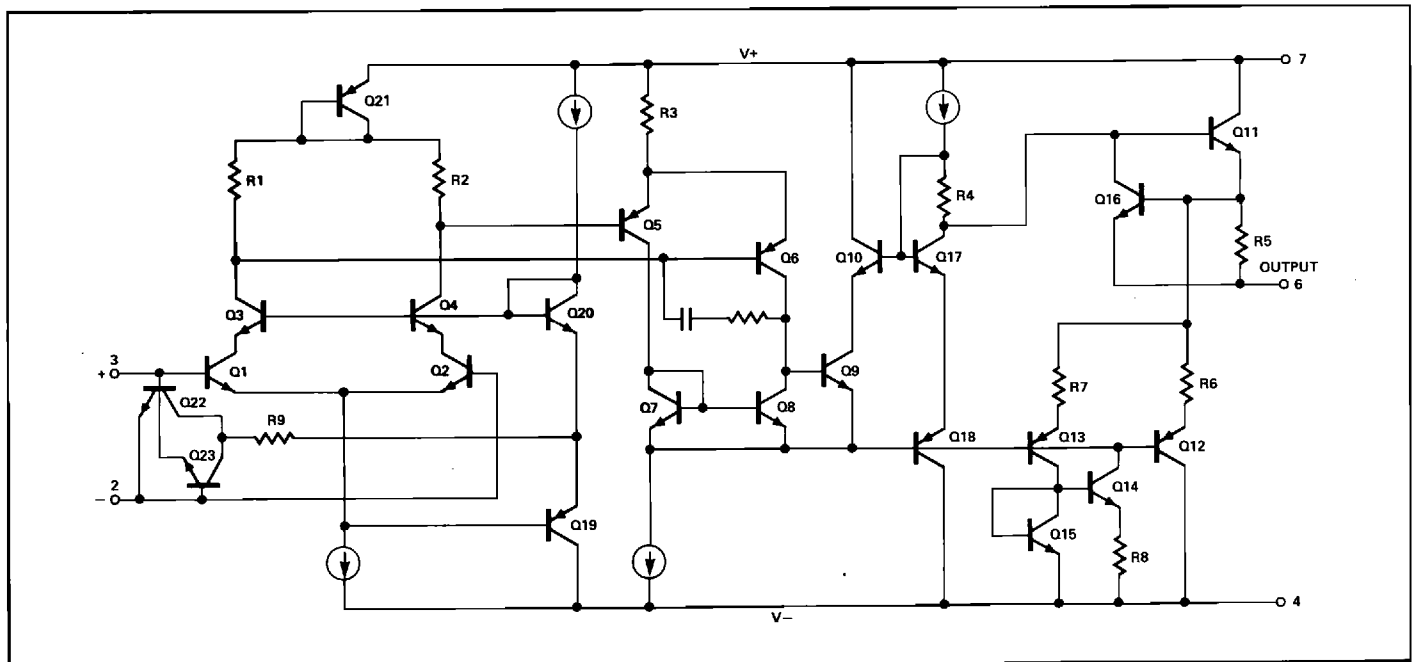 V+
7
Q21
R3
Q11
R1
R2
R4
Q16
Q5
R5
Q6
Q10
Q17
OUTPUT
6
Q3
Q4
Q20
3
+
Q1
Q2
Q9
R7
R6
Q22
R9
Q7
Q8
Q18
Q13
Q12
Q23
2
–
Q14
Q19
Q15
R8
4
V–